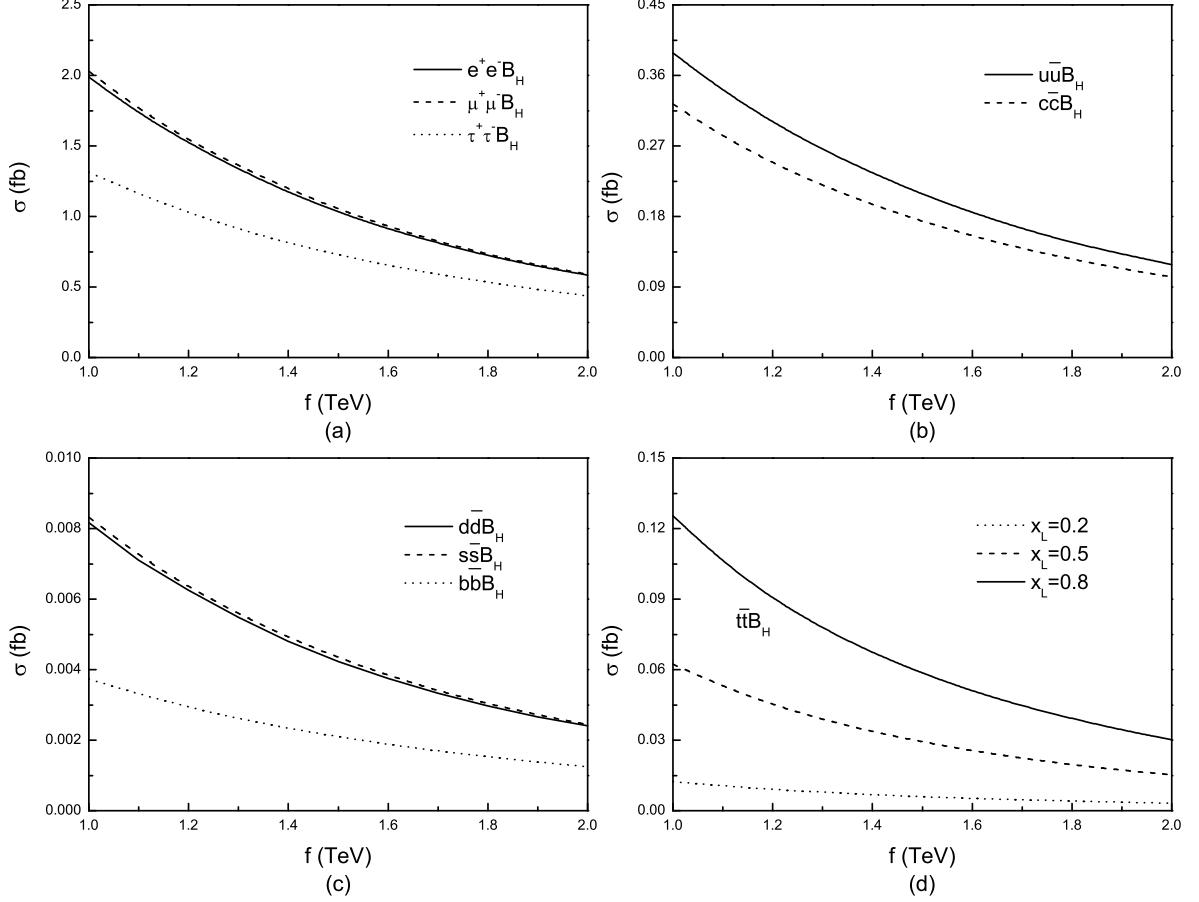 2.5
2.0
1.5
1.0
0.5
0.0
σ (fb)
e⁺e⁻B_H
μ⁺μ⁻B_H
τ⁺τ⁻B_H
1.0 1.2 1.4 1.6 1.8 2.0
f (TeV)
(a)
0.45
0.36
0.27
0.18
0.09
0.00
σ (fb)
uūB_H
cc̄B_H
1.0 1.2 1.4 1.6 1.8 2.0
f (TeV)
(b)
0.010
0.008
0.006
0.004
0.002
0.000
σ (fb)
dd̄B_H
ss̄B_H
bb̄B_H
1.0 1.2 1.4 1.6 1.8 2.0
f (TeV)
(c)
0.15
0.12
0.09
0.06
0.03
0.00
σ (fb)
x_L=0.2
x_L=0.5
x_L=0.8
tt̄B_H
1.0 1.2 1.4 1.6 1.8 2.0
f (TeV)
(d)